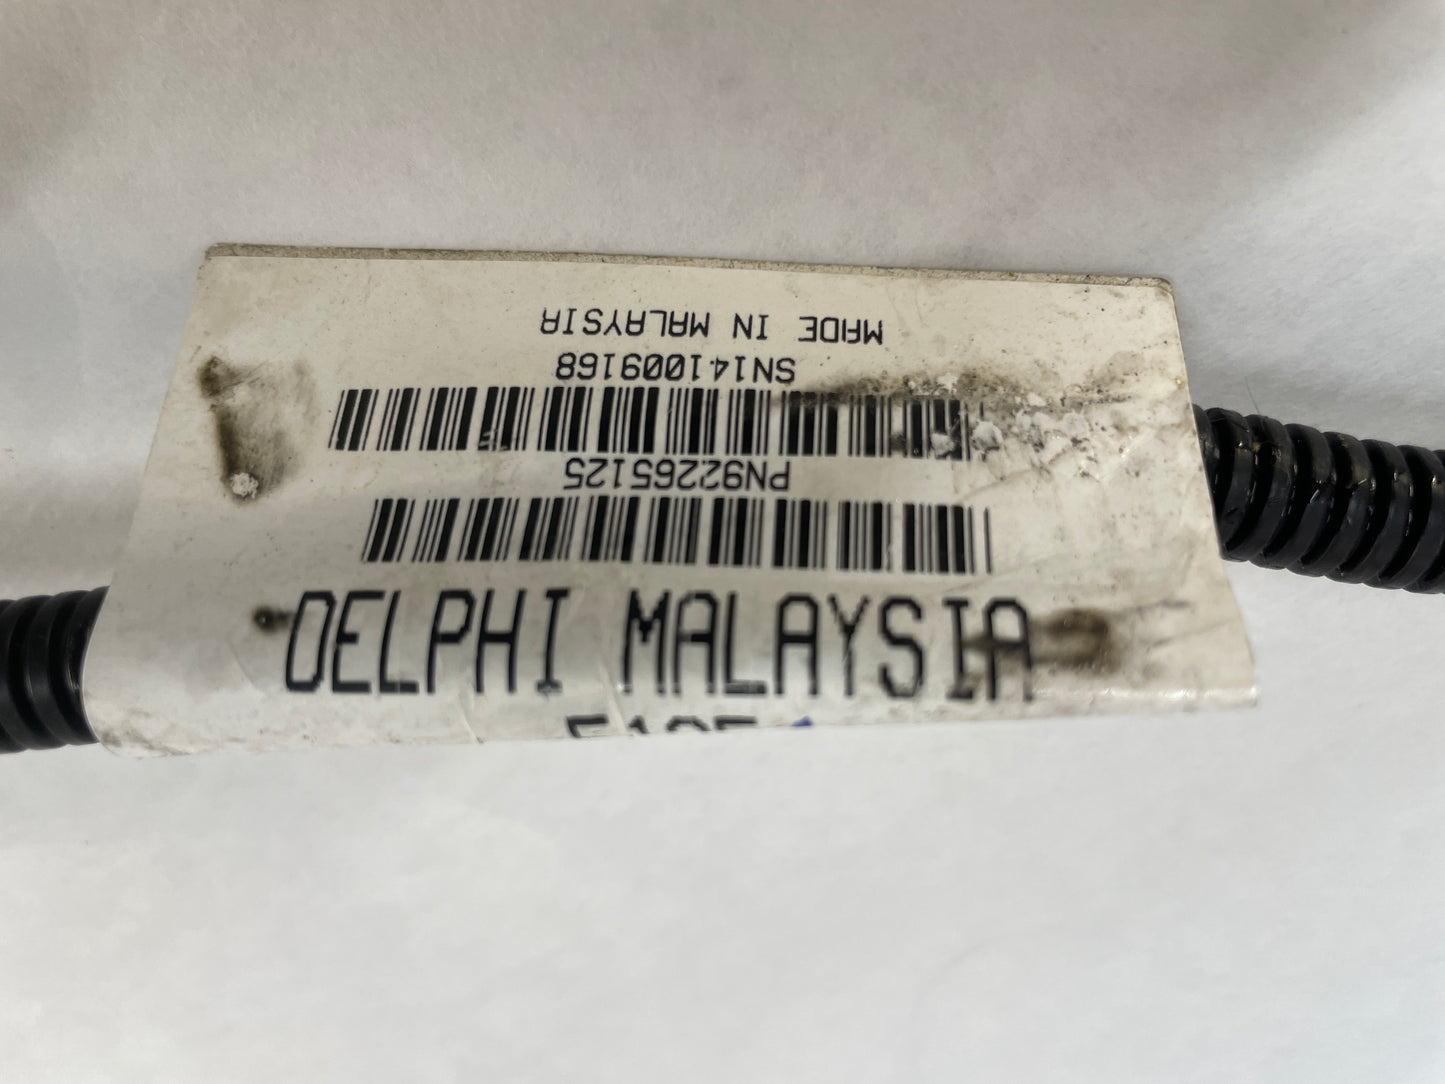 MADE IN MALAYSIA
SN141009168
PN92265125
DELPHI MALAYSIA